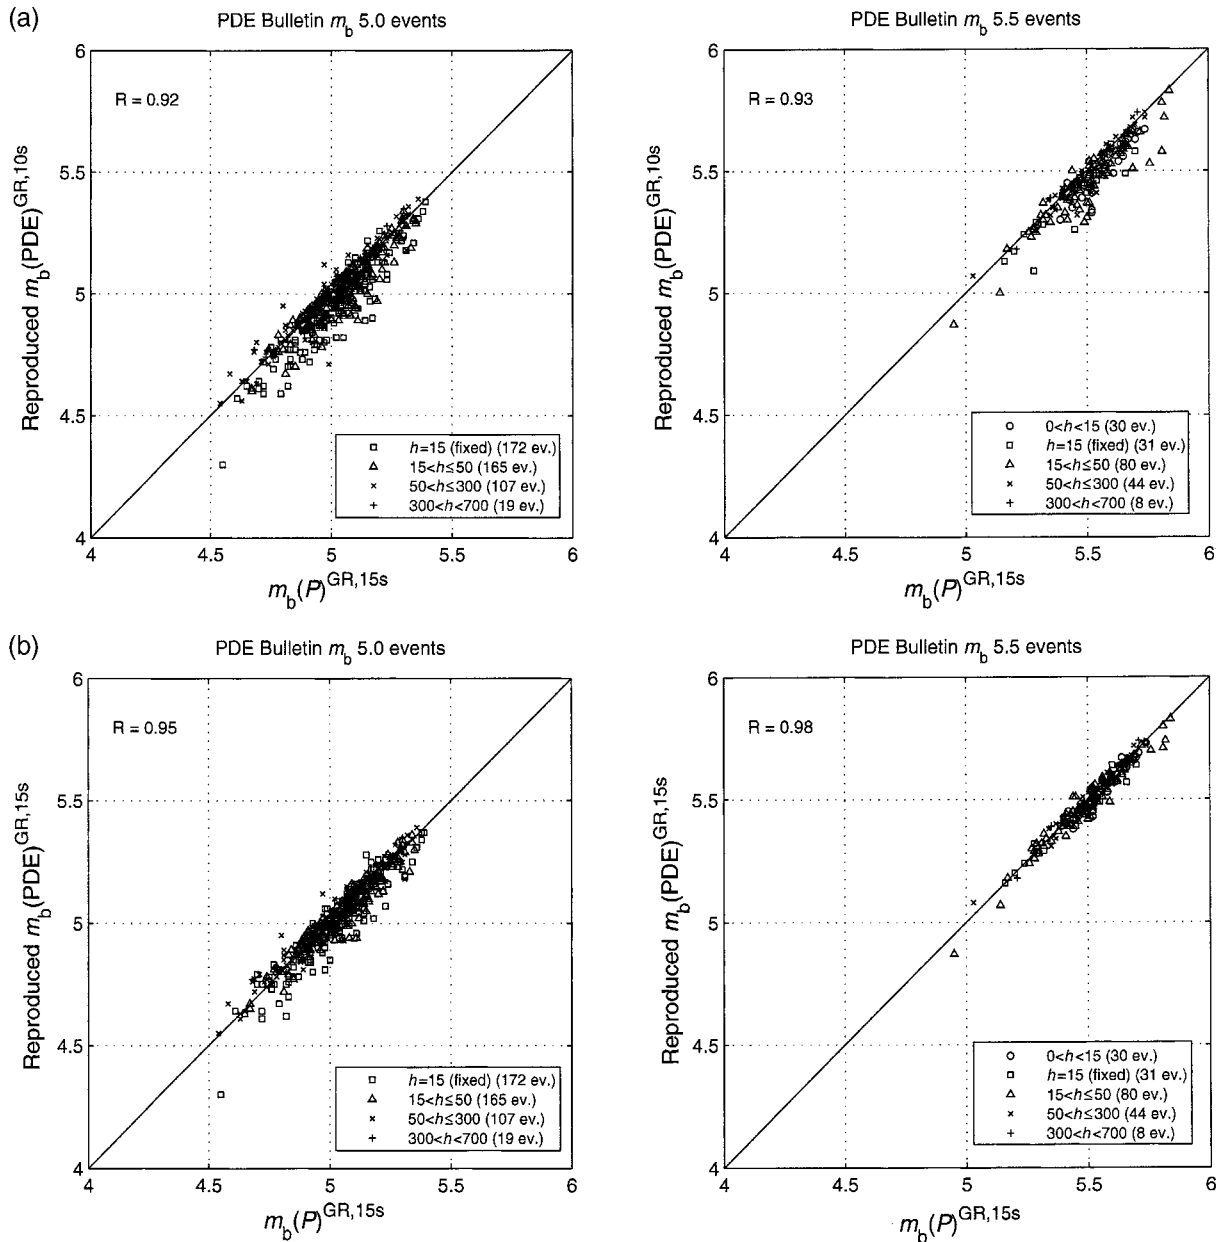 (a)
PDE Bulletin m_b 5.0 events
R = 0.92
Reproduced m_b(PDE)^GR,10s
6
5.5
5
4.5
4
4
4.5
5
5.5
6
m_b(P)^GR,15s
h=15 (fixed) (172 ev.)
15<h≤50 (165 ev.)
50<h≤300 (107 ev.)
300<h<700 (19 ev.)
PDE Bulletin m_b 5.5 events
R = 0.93
Reproduced m_b(PDE)^GR,10s
6
5.5
5
4.5
4
4
4.5
5
5.5
6
m_b(P)^GR,15s
0<h<15 (30 ev.)
h=15 (fixed) (31 ev.)
15<h≤50 (80 ev.)
50<h≤300 (44 ev.)
300<h<700 (8 ev.)
(b)
PDE Bulletin m_b 5.0 events
R = 0.95
Reproduced m_b(PDE)^GR,15s
6
5.5
5
4.5
4
4
4.5
5
5.5
6
m_b(P)^GR,15s
h=15 (fixed) (172 ev.)
15<h≤50 (165 ev.)
50<h≤300 (107 ev.)
300<h<700 (19 ev.)
PDE Bulletin m_b 5.5 events
R = 0.98
Reproduced m_b(PDE)^GR,15s
6
5.5
5
4.5
4
4
4.5
5
5.5
6
m_b(P)^GR,15s
0<h<15 (30 ev.)
h=15 (fixed) (31 ev.)
15<h≤50 (80 ev.)
50<h≤300 (44 ev.)
300<h<700 (8 ev.)